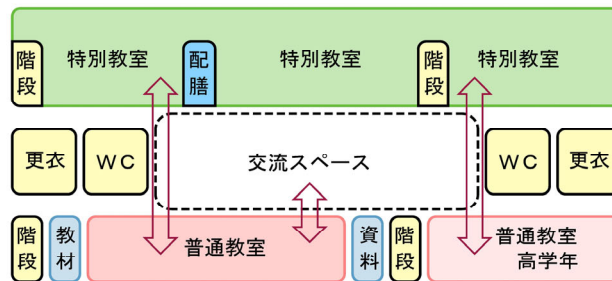 階段
特別教室
配膳
特別教室
階段
特別教室
更衣
WC
交流スペース
WC
更衣
階段
教材
普通教室
資料
階段
普通教室
高学年